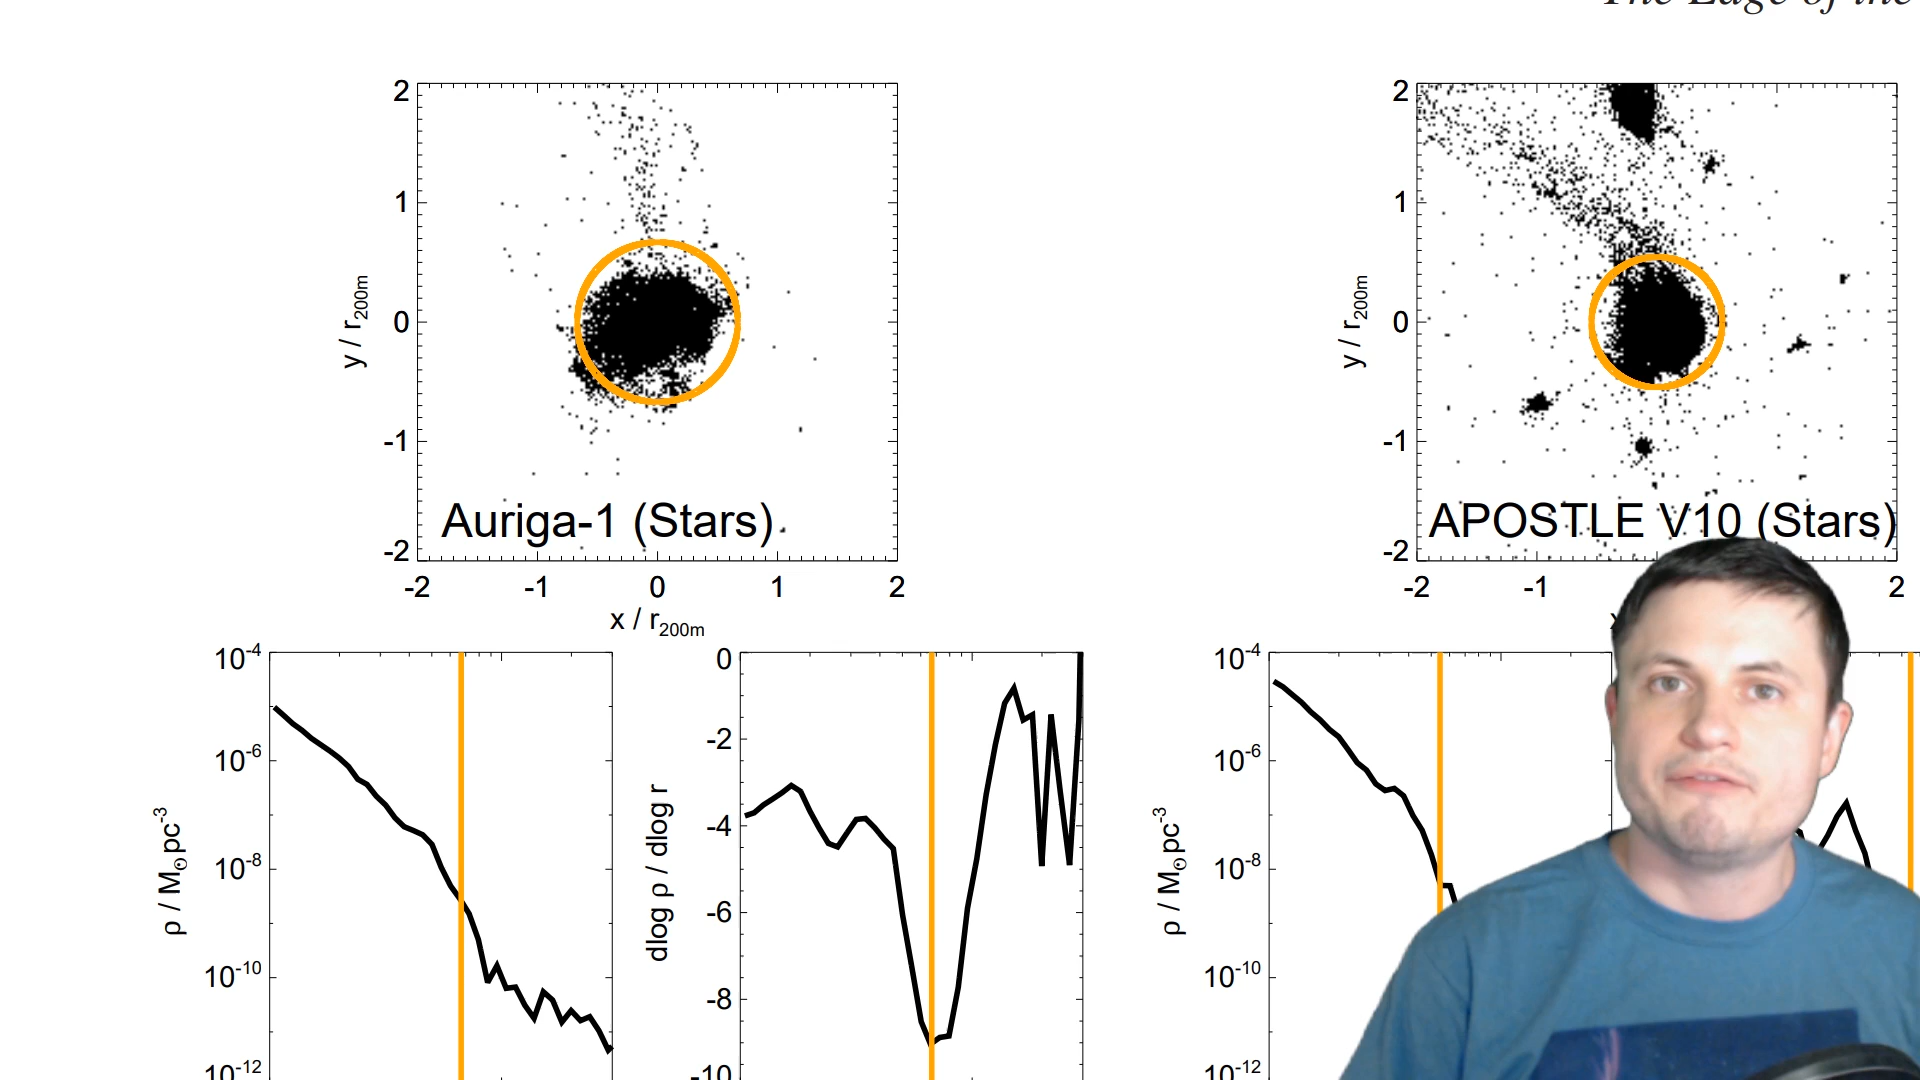 The Edge of the
2
1
0
-1
-2
y / r200m
Auriga-1 (Stars)
-2 -1 0 1 2
x / r200m
2
1
0
-1
-2
y / r200m
APOSTLE V10 (Stars)
-2 -1 2
x
10-4
10-6
10-8
10-10
10-12
ρ / M⊙pc-3
0
-2
-4
-6
-8
-10
dlog ρ / dlog r
10-4
10-6
10-8
10-10
10-12
ρ / M⊙pc-3